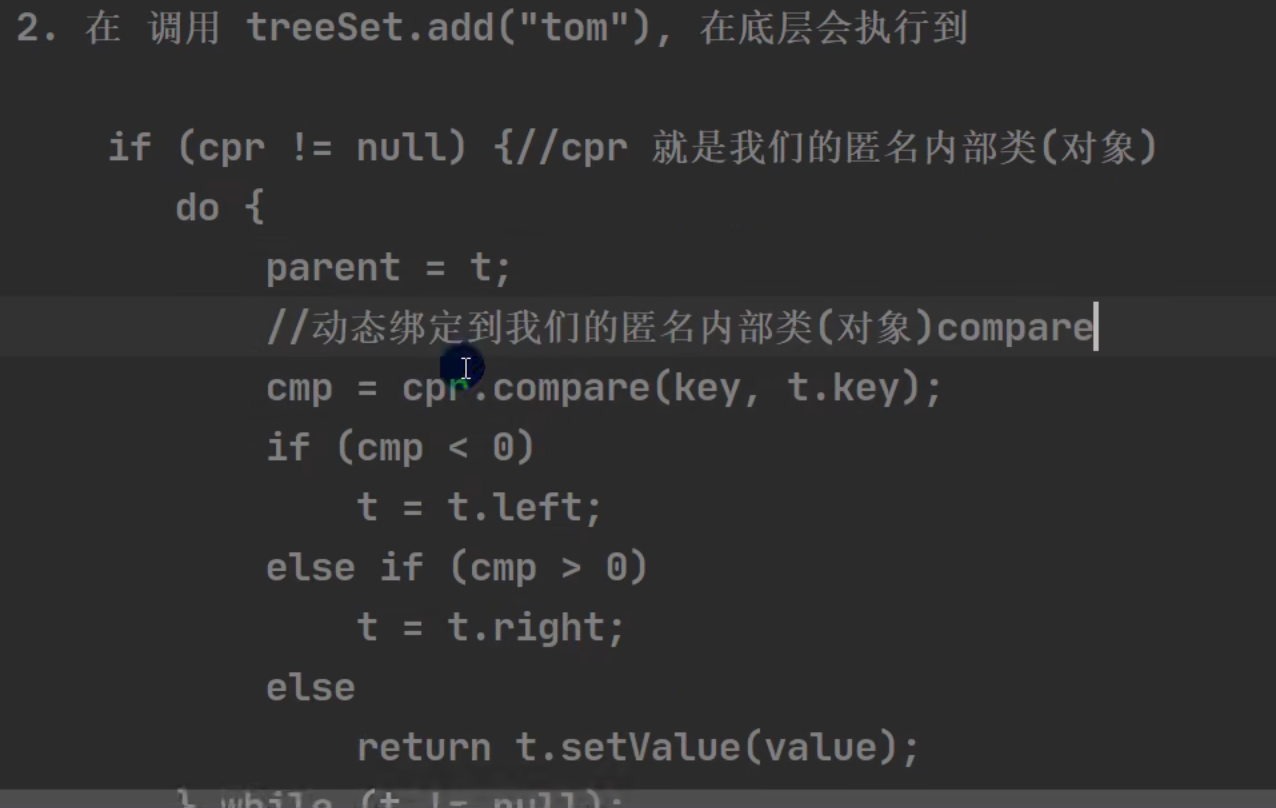 2. 在 调用 treeSet.add("tom"), 在底层会执行到
if (cpr != null) {//cpr 就是我们的匿名内部类(对象)
do {
parent = t;
//动态绑定到我们的匿名内部类(对象)compare
cmp = cpr.compare(key, t.key);
if (cmp < 0)
t = t.left;
else if (cmp > 0)
t = t.right;
else
return t.setValue(value);
} while (t != null);